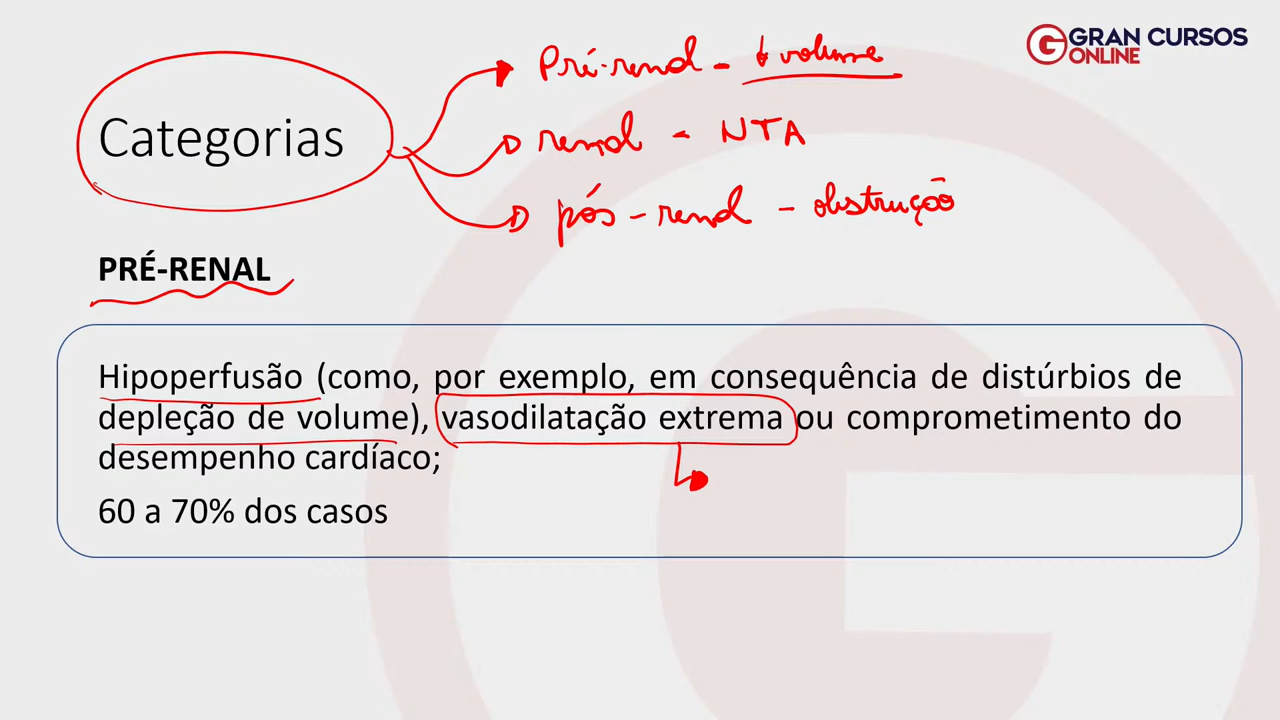 GRAN CURSOS
ONLINE
Pré-renal - ↓ volume
Categorias
renal - NTA
pós-renal - obstrução
PRÉ-RENAL
Hipoperfusão (como, por exemplo, em consequência de distúrbios de
depleção de volume), vasodilatação extrema ou comprometimento do
desempenho cardíaco;
60 a 70% dos casos